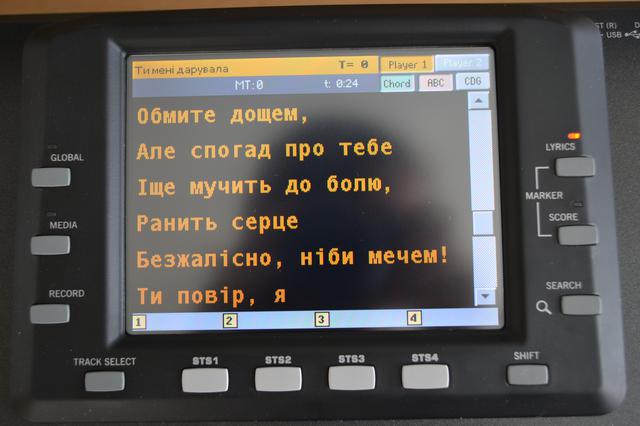 ST (R)
USB
Ти мені дарувала T= 0 Player 1 Player 2
MT:0 t: 0:24 Chord ABC CDG
Обмите дощем,
Але спогад про тебе
Іще мучить до болю,
Ранить серце
Безжалісно, ніби мечем!
Ти повір, я
1 2 3 4
GLOBAL
MEDIA
RECORD
LYRICS
MARKER
SCORE
SEARCH
TRACK SELECT STS1 STS2 STS3 STS4 SHIFT